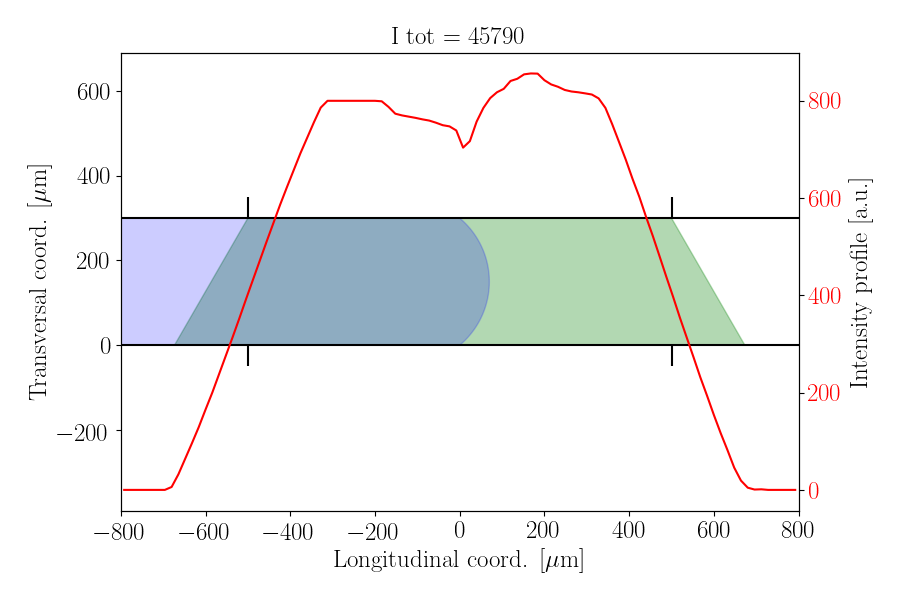 I tot = 45790
Transversal coord. [μm]
600
400
200
0
−200
Intensity profile [a.u.]
800
600
400
200
0
−800 −600 −400 −200 0 200 400 600 800
Longitudinal coord. [μm]